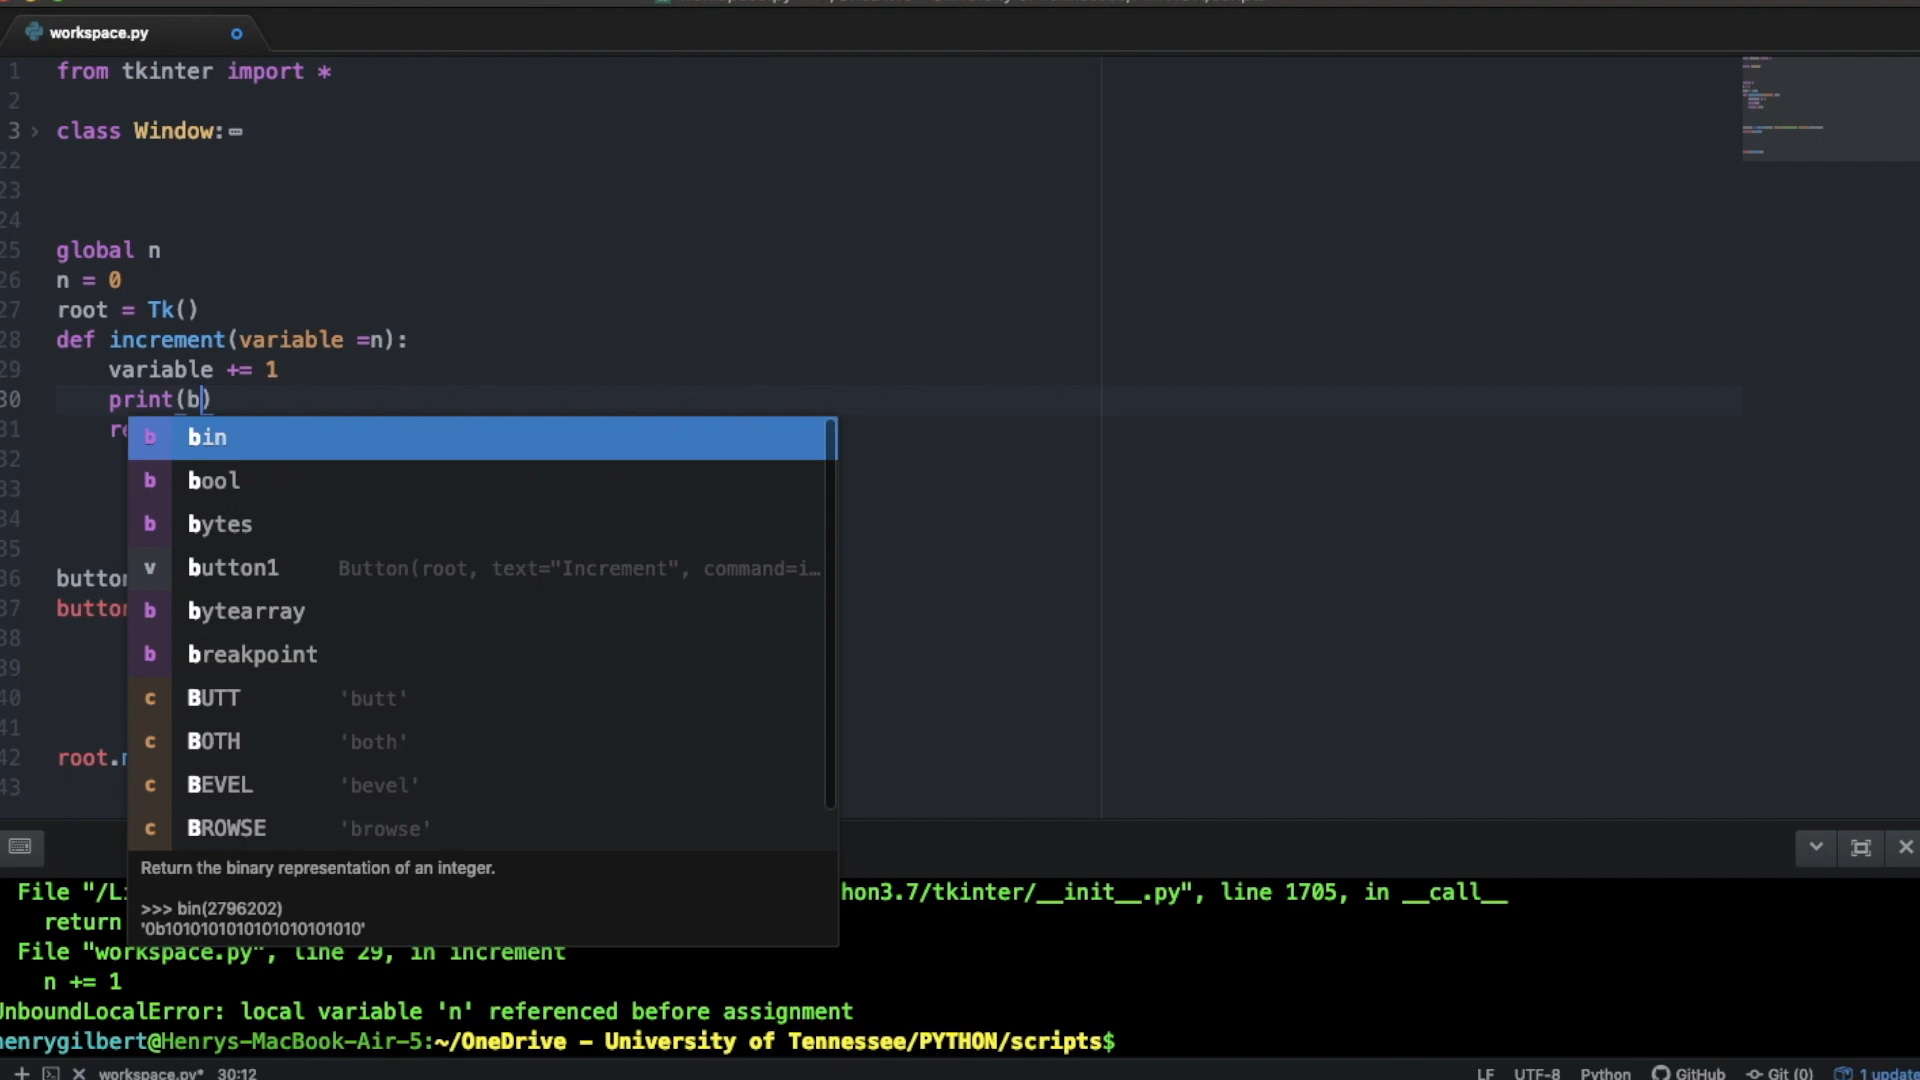 workspace.py
1 from tkinter import *
2
3 > class Window:
22
23
24
25 global n
26 n = 0
27 root = Tk()
28 def increment(variable =n):
29 variable += 1
30 print(b)
31
b bin
b bool
32
33
b bytes
34
35
v button1 Button(root, text="Increment", command=i…
36 button
37 button
b bytearray
38
39
b breakpoint
40
c BUTT 'butt'
41
c BOTH 'both'
42 root.
43
c BEVEL 'bevel'
c BROWSE 'browse'
Return the binary representation of an integer.
>>> bin(2796202)
'0b1010101010101010101010'
File "/L hon3.7/tkinter/__init__.py", line 1705, in __call__
return
File "workspace.py", line 29, in increment
n += 1
UnboundLocalError: local variable 'n' referenced before assignment
henrygilbert@Henrys-MacBook-Air-5:~/OneDrive - University of Tennessee/PYTHON/scripts$
workspace.py* 30:12 LF UTF-8 Python GitHub Git (0) 1 update